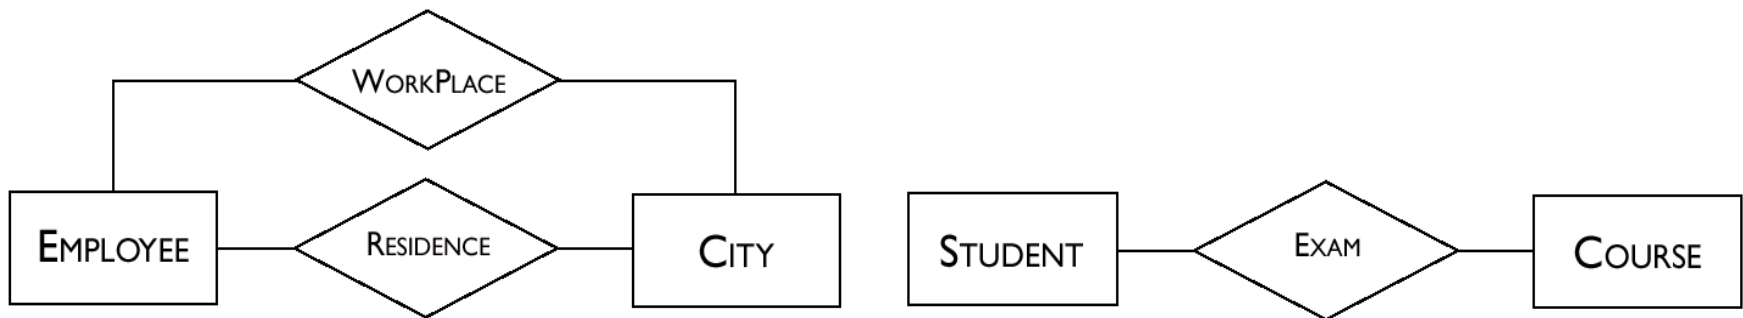 WORKPLACE
EMPLOYEE
RESIDENCE
CITY
STUDENT
EXAM
COURSE